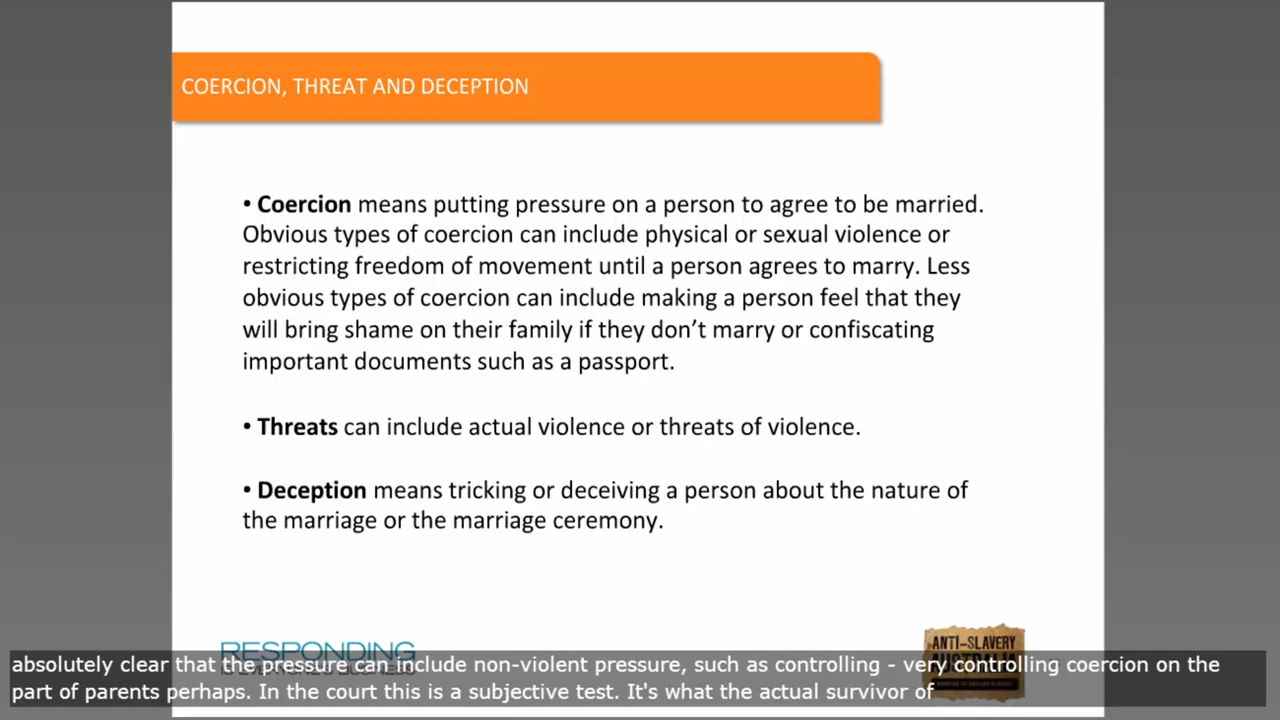 COERCION, THREAT AND DECEPTION
• Coercion means putting pressure on a person to agree to be married.
Obvious types of coercion can include physical or sexual violence or
restricting freedom of movement until a person agrees to marry. Less
obvious types of coercion can include making a person feel that they
will bring shame on their family if they don’t marry or confiscating
important documents such as a passport.
• Threats can include actual violence or threats of violence.
• Deception means tricking or deceiving a person about the nature of
the marriage or the marriage ceremony.
RESPONDING
ANTI-SLAVERY
AUSTRALIA
absolutely clear that the pressure can include non-violent pressure, such as controlling - very controlling coercion on the
part of parents perhaps. In the court this is a subjective test. It's what the actual survivor of